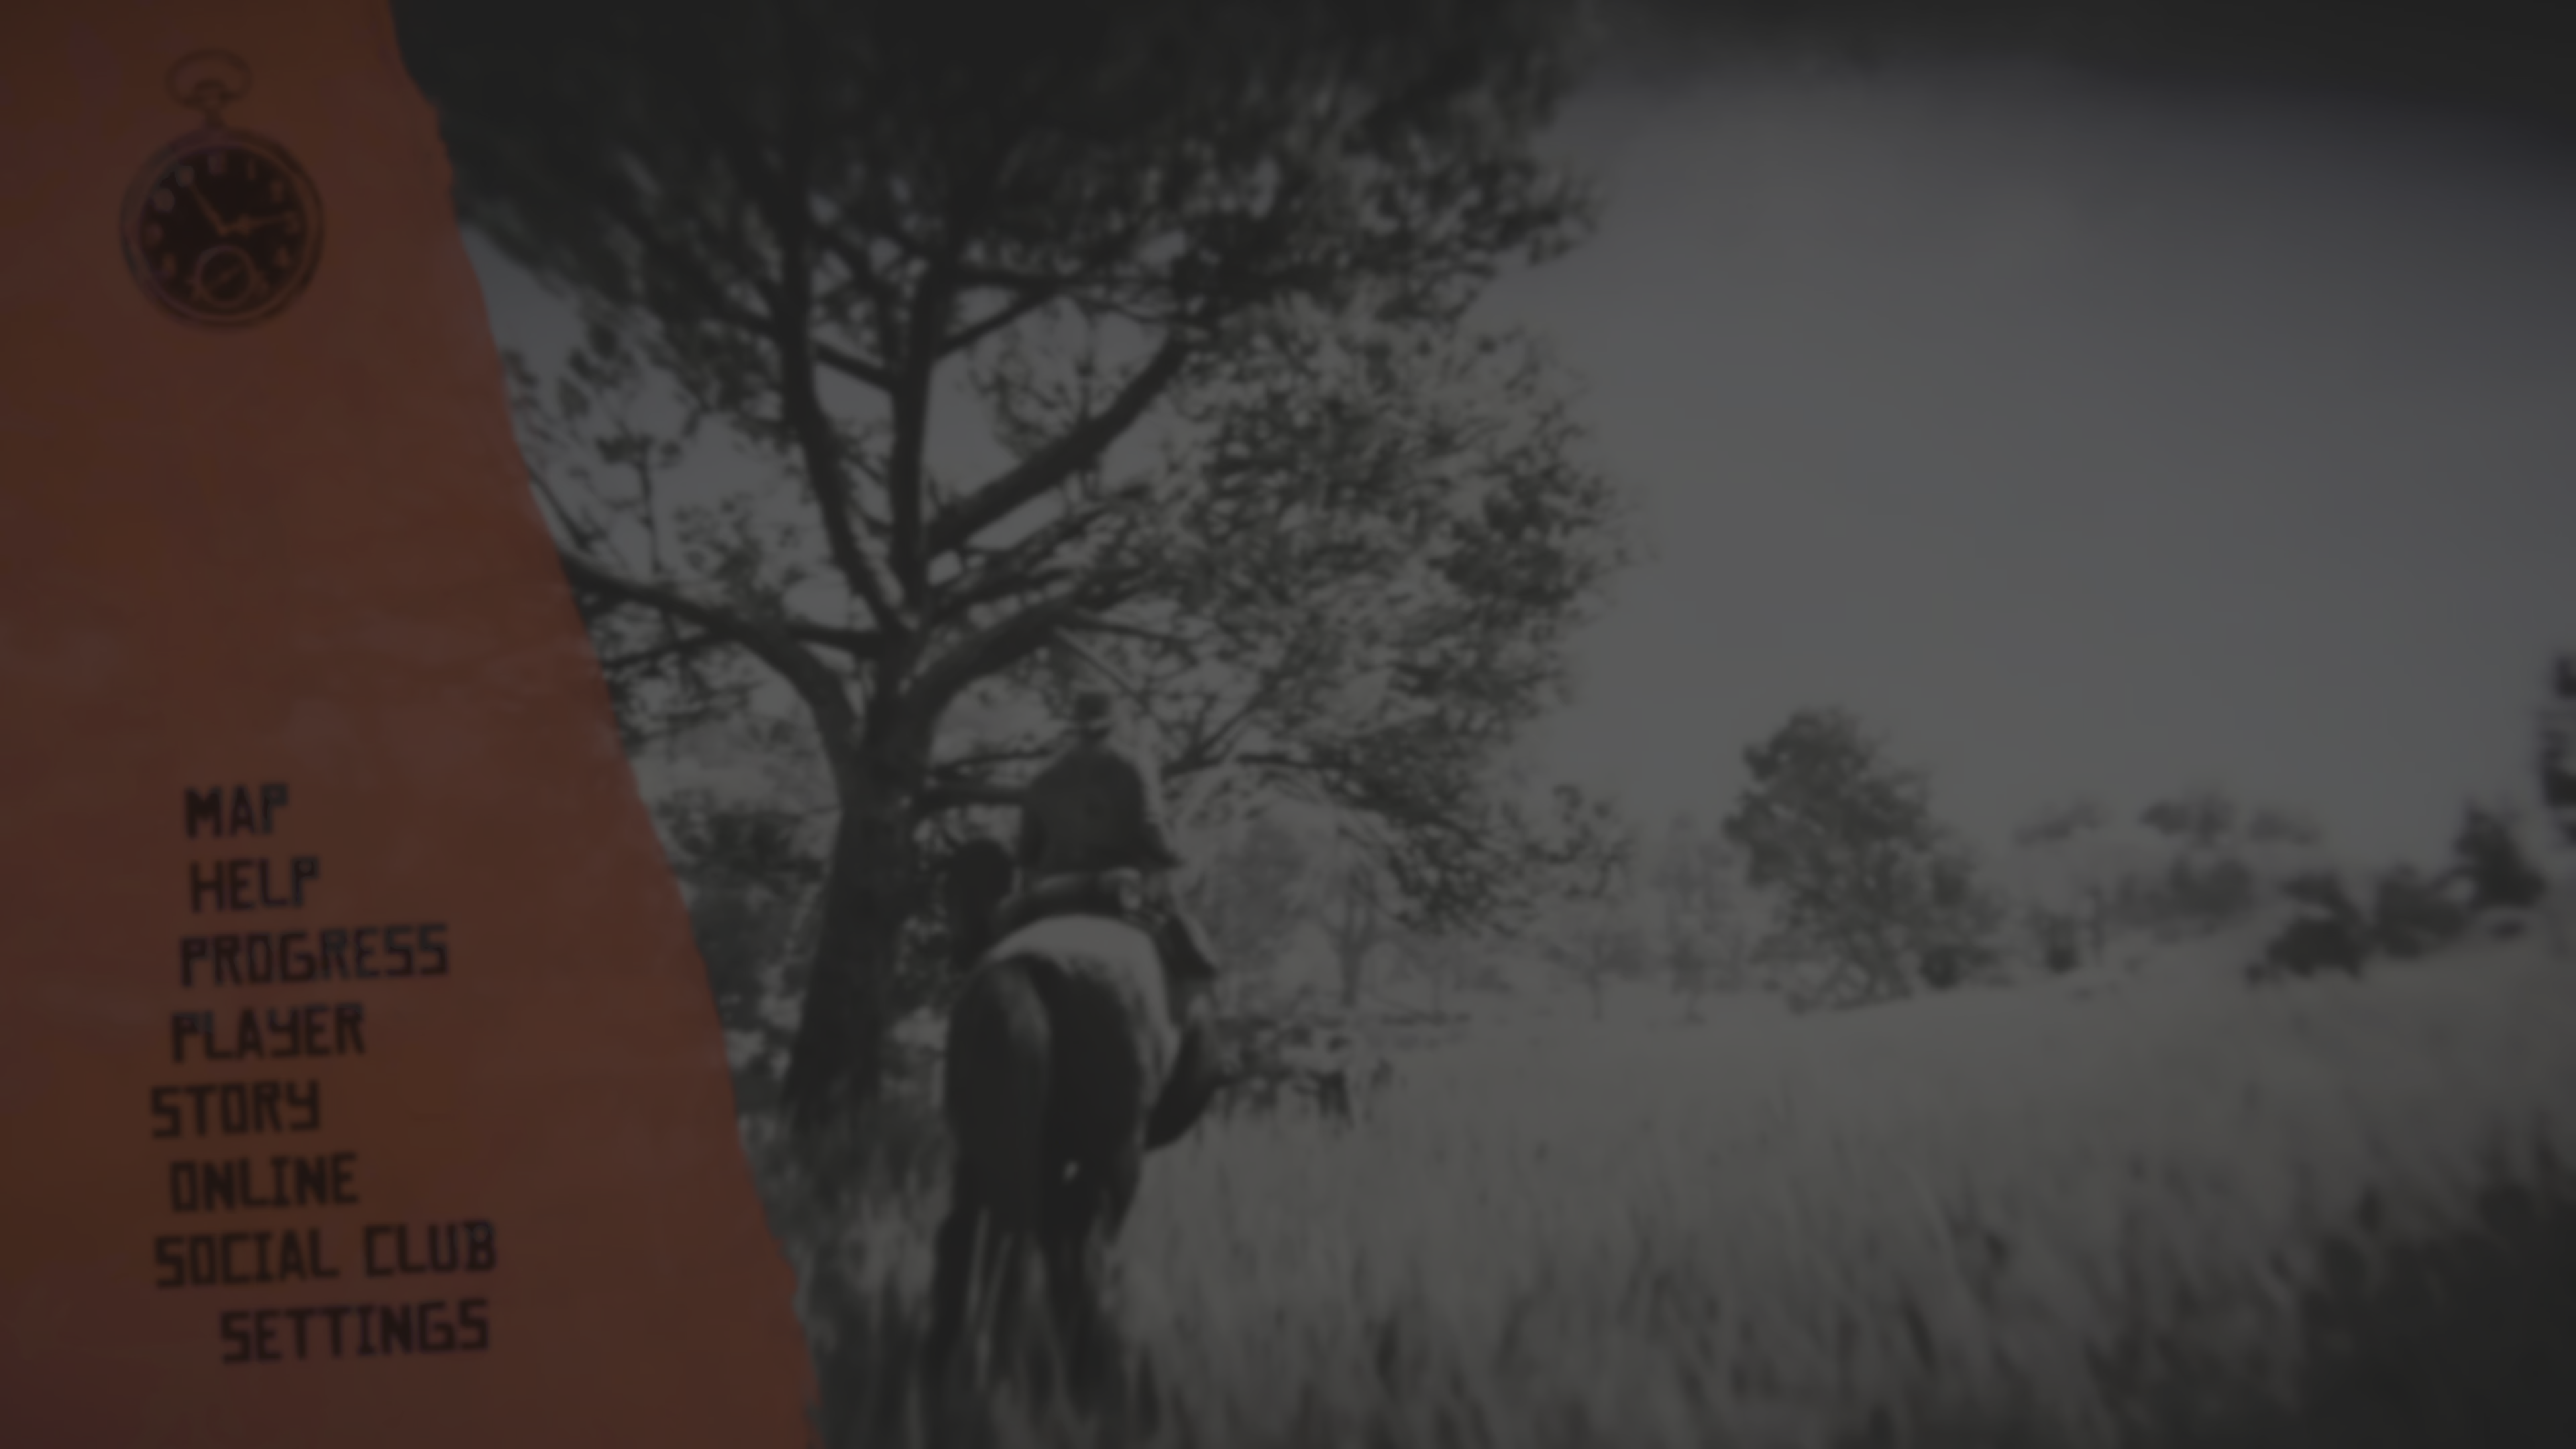 MAP
HELP
PROGRESS
PLAYER
STORY
ONLINE
SOCIAL CLUB
SETTINGS